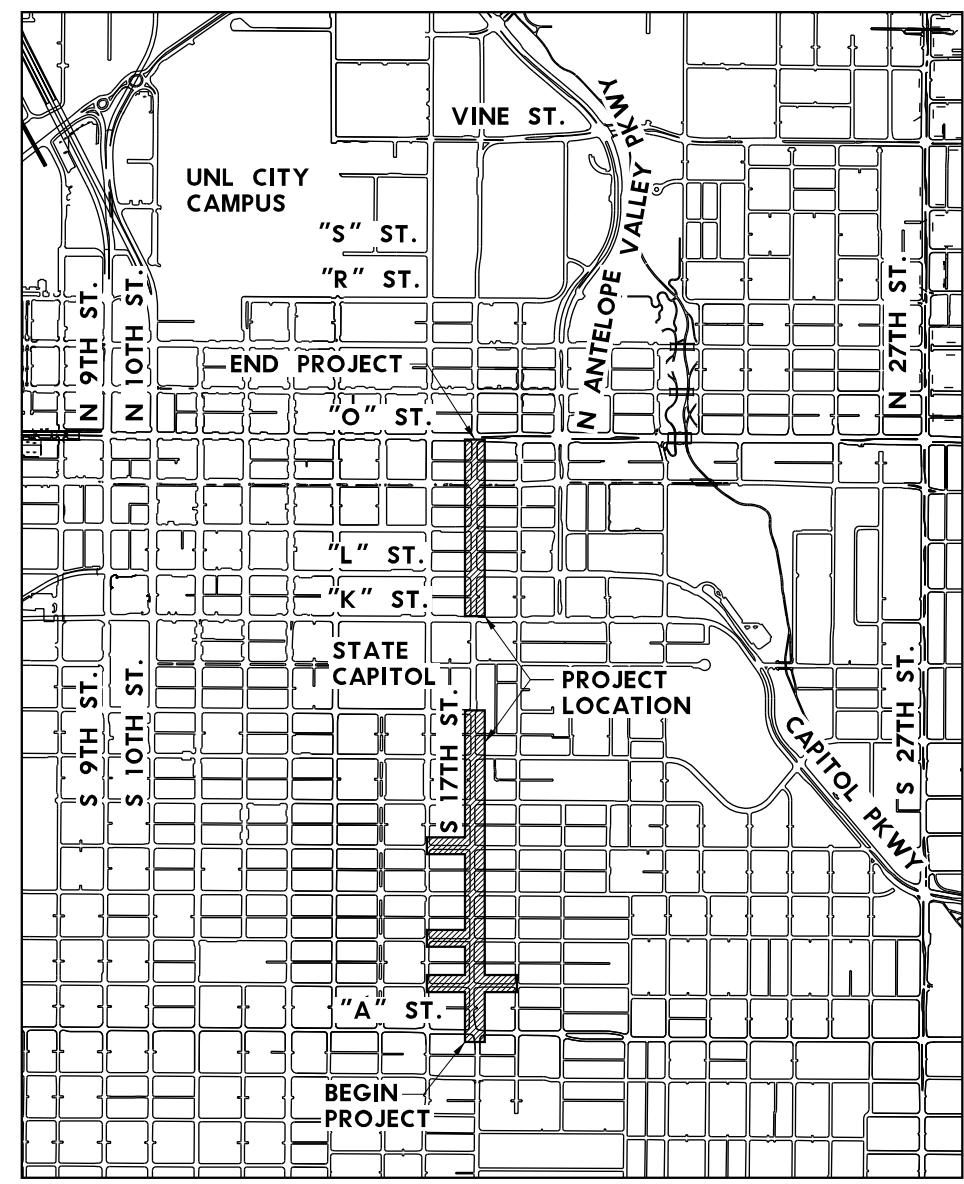 VINE ST.
N ANTELOPE VALLEY PKWY
UNL CITY
CAMPUS
"S" ST.
"R" ST.
N 9TH ST.
N 10TH ST.
N 27TH ST.
END PROJECT
"O" ST.
"L" ST.
"K" ST.
STATE
CAPITOL
PROJECT
LOCATION
S 9TH ST.
S 10TH ST.
S 17TH ST.
CAPITOL PKWY
S 27TH ST.
"A" ST.
BEGIN
PROJECT